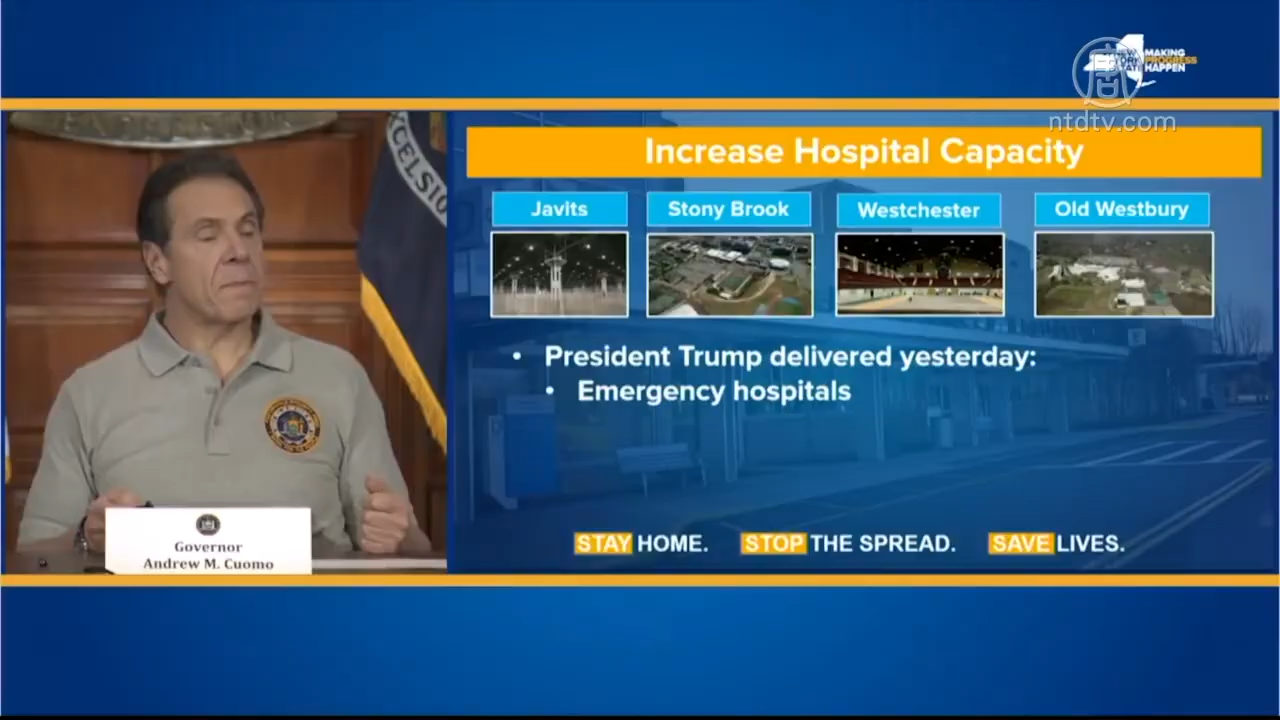 MAKING
PROGRESS
HAPPEN
ntdtv.com
Increase Hospital Capacity
Javits
Stony Brook
Westchester
Old Westbury
• President Trump delivered yesterday:
• Emergency hospitals
STAY HOME. STOP THE SPREAD. SAVE LIVES.
Governor
Andrew M. Cuomo